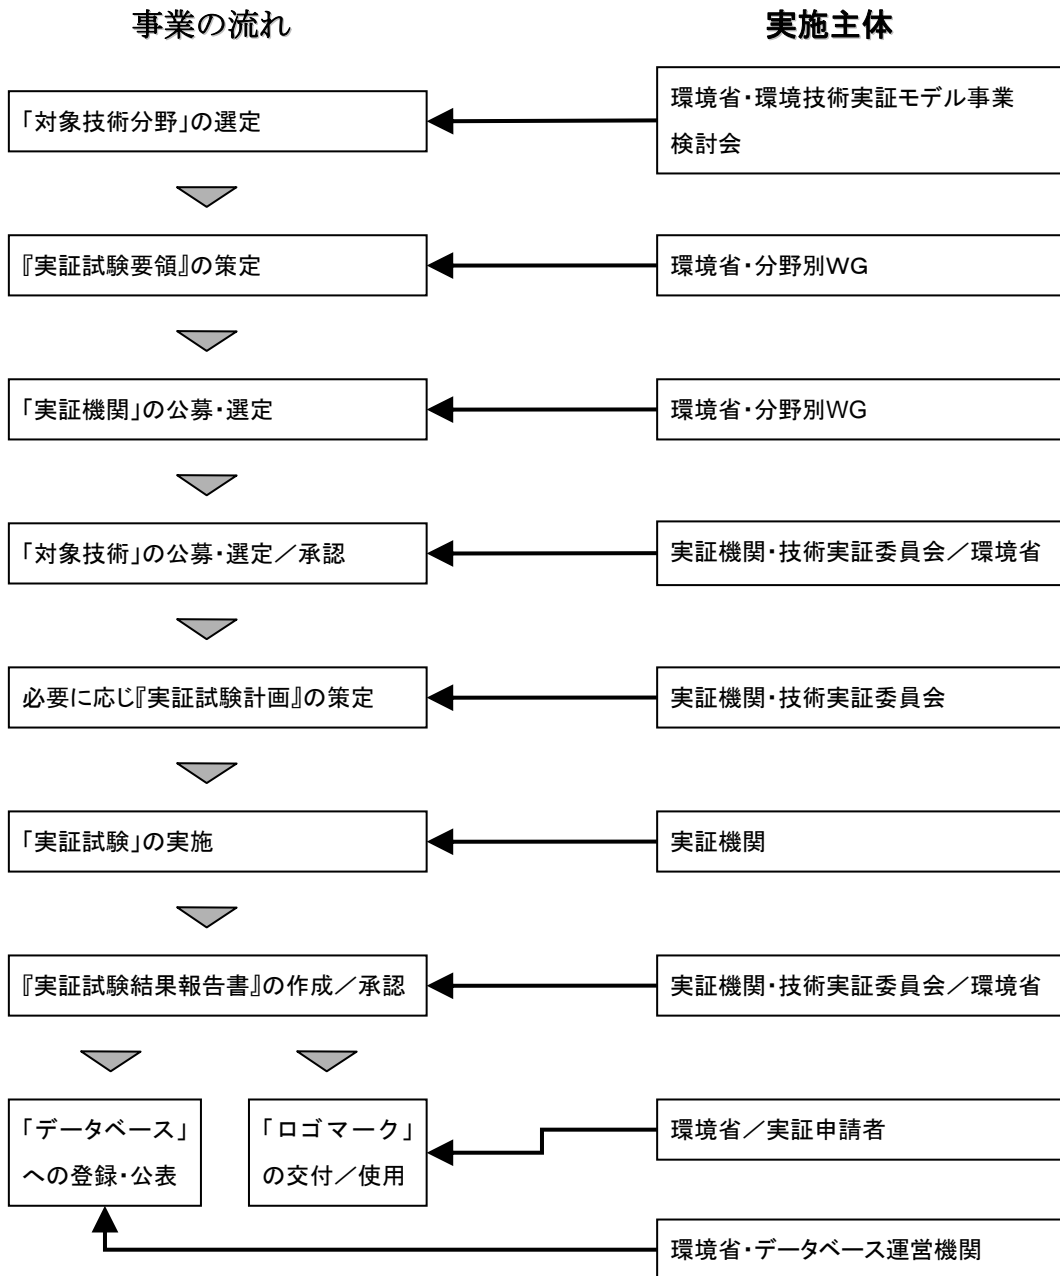 事業の流れ
実施主体
「対象技術分野」の選定
環境省・環境技術実証モデル事業
検討会
『実証試験要領』の策定
環境省・分野別WG
「実証機関」の公募・選定
環境省・分野別WG
「対象技術」の公募・選定／承認
実証機関・技術実証委員会／環境省
必要に応じ『実証試験計画』の策定
実証機関・技術実証委員会
「実証試験」の実施
実証機関
『実証試験結果報告書』の作成／承認
実証機関・技術実証委員会／環境省
「データベース」
への登録・公表
「ロゴマーク」
の交付／使用
環境省／実証申請者
環境省・データベース運営機関